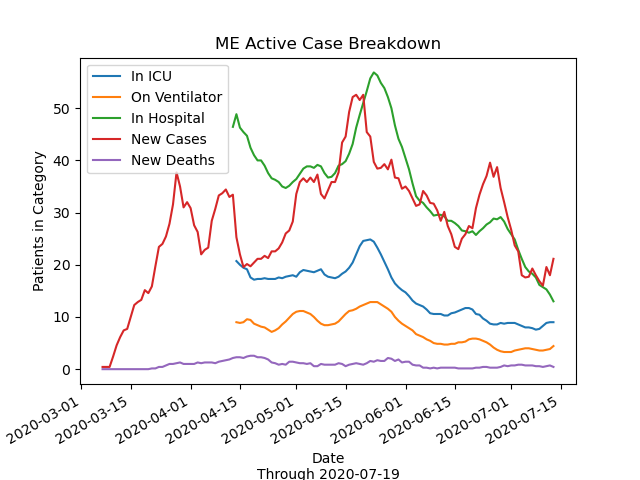 ME Active Case Breakdown
In ICU
On Ventilator
In Hospital
New Cases
New Deaths
Patients in Category
50
40
30
20
10
0
2020-03-01
2020-03-15
2020-04-01
2020-04-15
2020-05-01
2020-05-15
2020-06-01
2020-06-15
2020-07-01
2020-07-15
Date
Through 2020-07-19